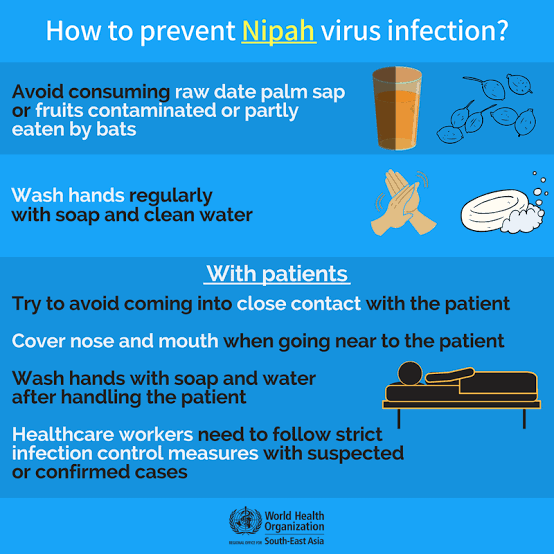 How to prevent Nipah virus infection?
Avoid consuming raw date palm sap
or fruits contaminated or partly
eaten by bats
Wash hands regularly
with soap and clean water
With patients
Try to avoid coming into close contact with the patient
Cover nose and mouth when going near to the patient
Wash hands with soap and water
after handling the patient
Healthcare workers need to follow strict
infection control measures with suspected
or confirmed cases
World Health
Organization
REGIONAL OFFICE FOR South-East Asia